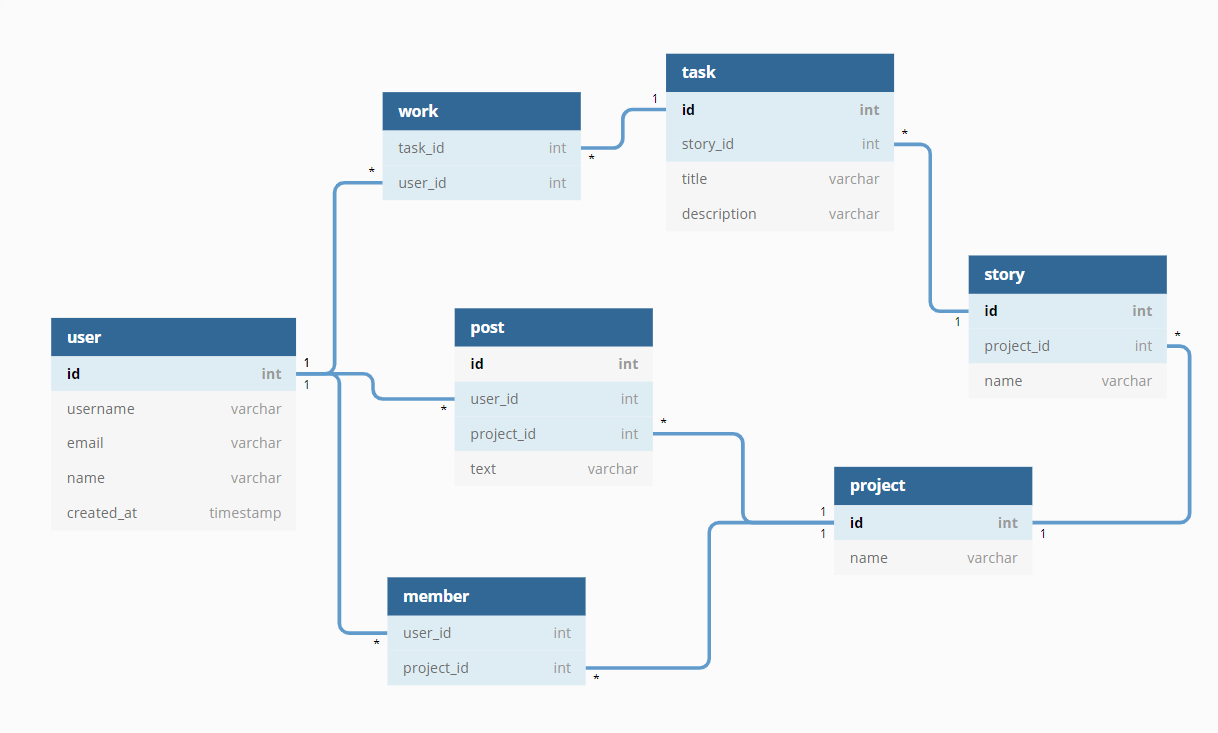 task
id int
story_id int
title varchar
description varchar
1
*
work
task_id int
user_id int
*
*
story
id int
project_id int
name varchar
1
*
user
id int
username varchar
email varchar
name varchar
created_at timestamp
1
1
post
id int
user_id int
project_id int
text varchar
*
*
project
id int
name varchar
1
1
1
member
user_id int
project_id int
*
*